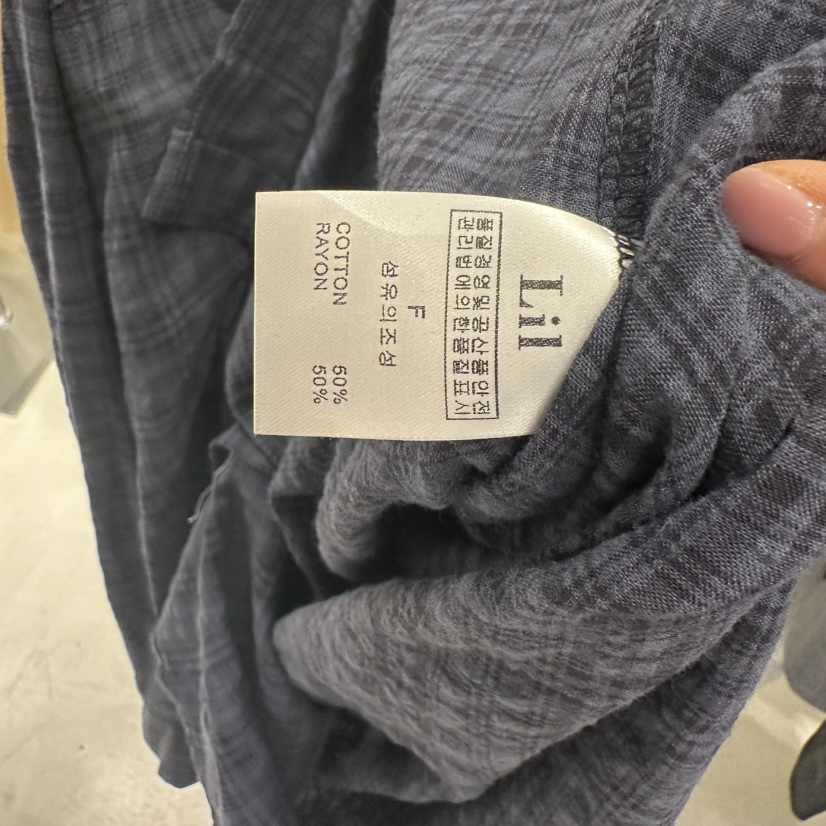 Lil
품질경영및공산품안전
관리법에의한품질표시
F
섬유의조성
COTTON 50%
RAYON 50%